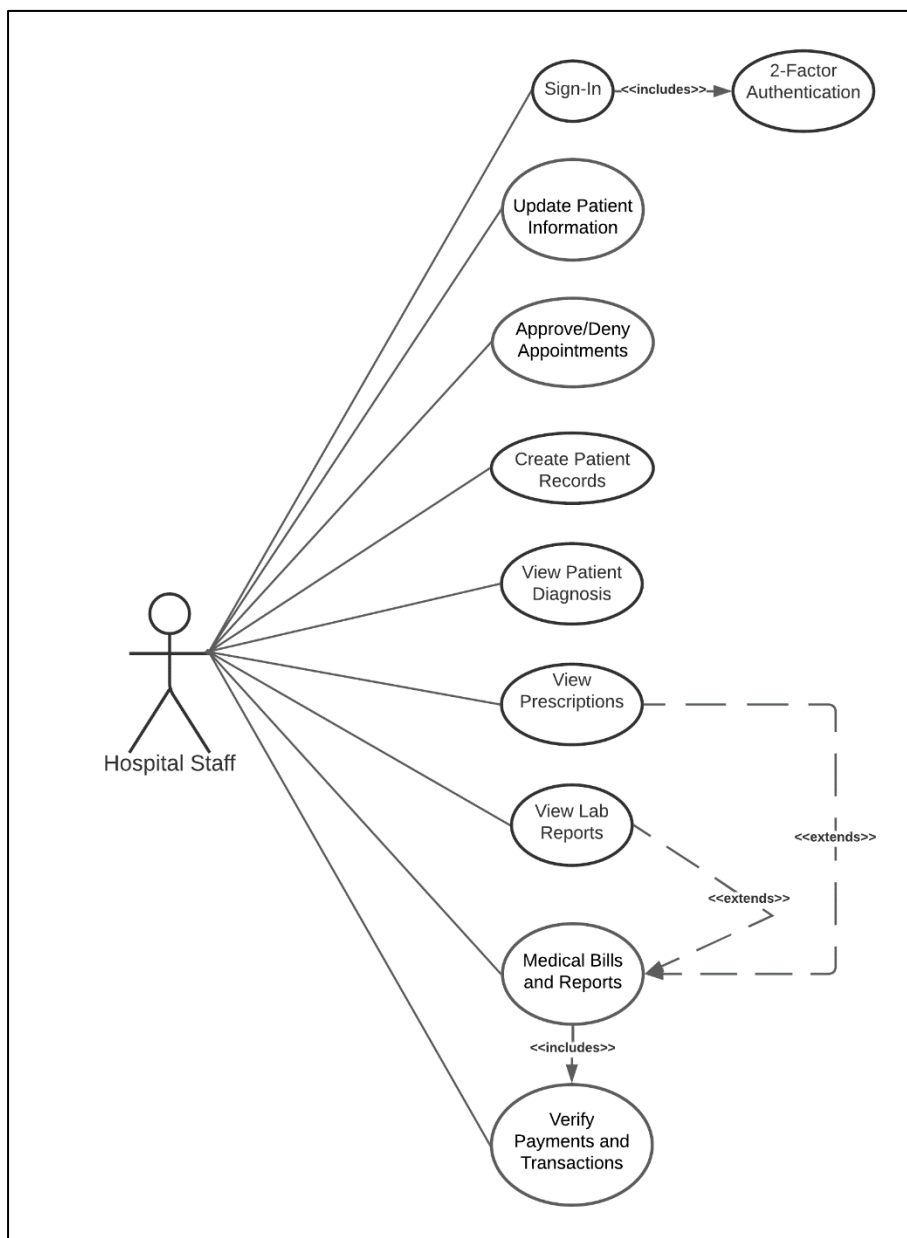 Sign-In
<<includes>>
2-Factor
Authentication
Update Patient
Information
Approve/Deny
Appointments
Create Patient
Records
View Patient
Diagnosis
View
Prescriptions
Hospital Staff
View Lab
Reports
<<extends>>
<<extends>>
Medical Bills
and Reports
<<includes>>
Verify
Payments and
Transactions